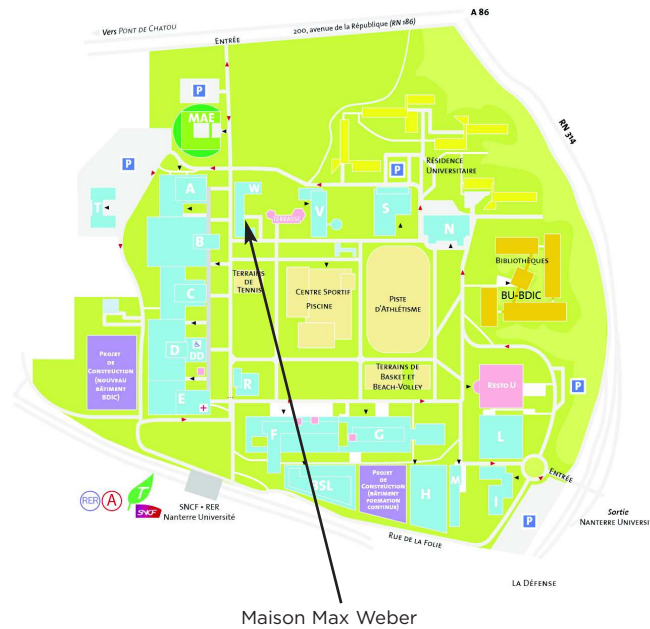 A 86
Vers PONT DE CHATOU
200, avenue de la République (RN 186)
ENTRÉE
P
MAE
RN 314
P
RÉSIDENCE
UNIVERSITAIRE
P
A
W
T
V
S
TERRASSE
N
B
BIBLIOTHÈQUES
BU-BDIC
TERRAINS
DE
TENNIS
CENTRE SPORTIF
PISCINE
PISTE
D'ATHLÉTISME
C
D
DD
PROJET
DE
CONSTRUCTION
(NOUVEAU
BÂTIMENT
BDIC)
R
TERRAINS DE
BASKET ET
BEACH-VOLLEY
RESTO U
P
E
F
G
L
BSL
PROJET
DE
CONSTRUCTION
(BÂTIMENT
FORMATION
CONTINUE)
H
M
I
ENTRÉE
RER
A
T
SNCF
SNCF • RER
Nanterre Université
P
Sortie
NANTERRE UNIVERSI
RUE DE LA FOLIE
LA DÉFENSE
Maison Max Weber